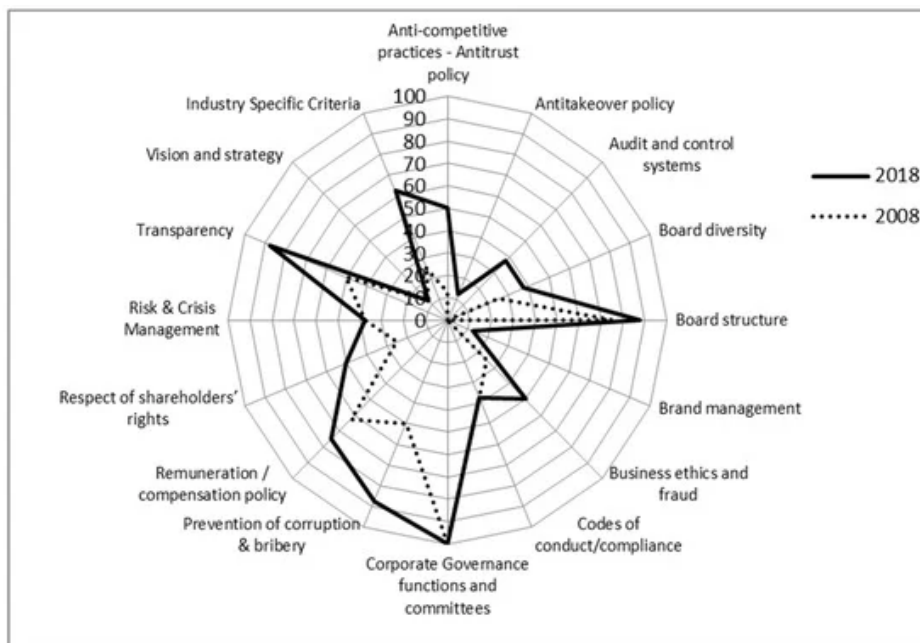 Anti-competitive
practices - Antitrust
policy
Industry Specific Criteria
Antitakeover policy
Vision and strategy
Audit and control
systems
Transparency
Board diversity
Risk & Crisis
Management
Board structure
Respect of shareholders'
rights
Brand management
Remuneration /
compensation policy
Business ethics and
fraud
Prevention of corruption
& bribery
Codes of
conduct/compliance
Corporate Governance
functions and
committees
100
90
80
70
60
50
40
30
20
10
0
2018
2008